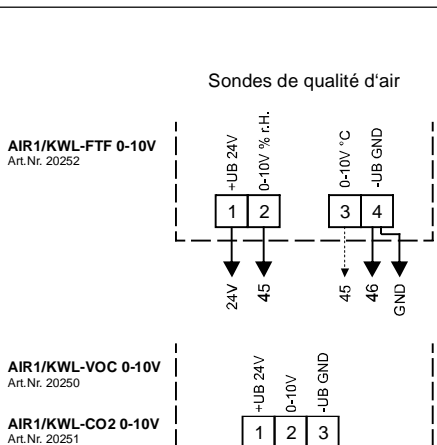 Sondes de qualité d'air
AIR1/KWL-FTF 0-10V
Art.Nr. 20252
+UB 24V
0-10V % r.H.
0-10V °C
-UB GND
1 2 3 4
24V
45
45
46
GND
AIR1/KWL-VOC 0-10V
Art.Nr. 20250
AIR1/KWL-CO2 0-10V
Art.Nr. 20251
+UB 24V
0-10V
-UB GND
1 2 3